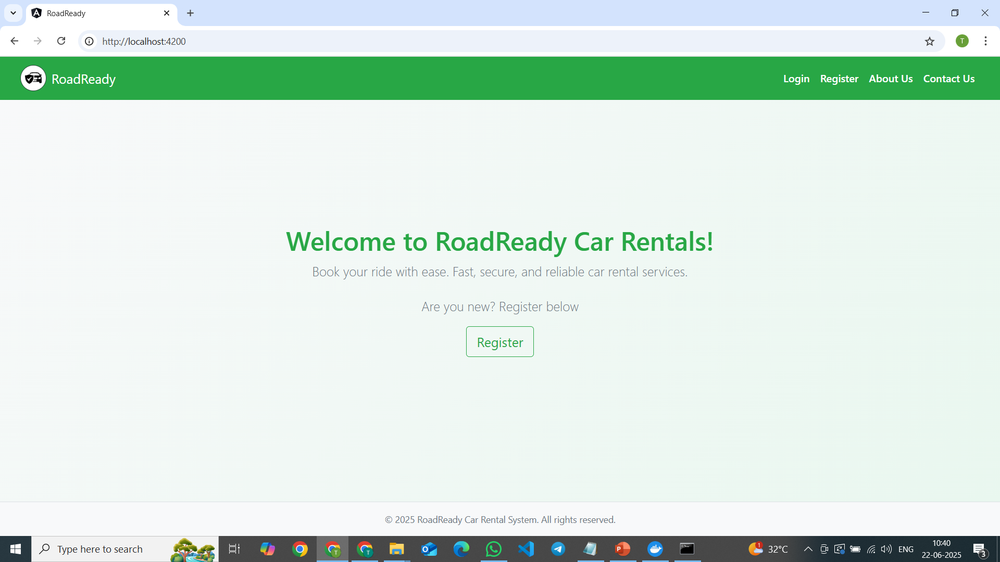 RoadReady
http://localhost:4200
T
RoadReady
Login Register About Us Contact Us
Welcome to RoadReady Car Rentals!
Book your ride with ease. Fast, secure, and reliable car rental services.
Are you new? Register below
Register
© 2025 RoadReady Car Rental System. All rights reserved.
Type here to search
1
32°C
ENG
10:40
22-06-2025
3